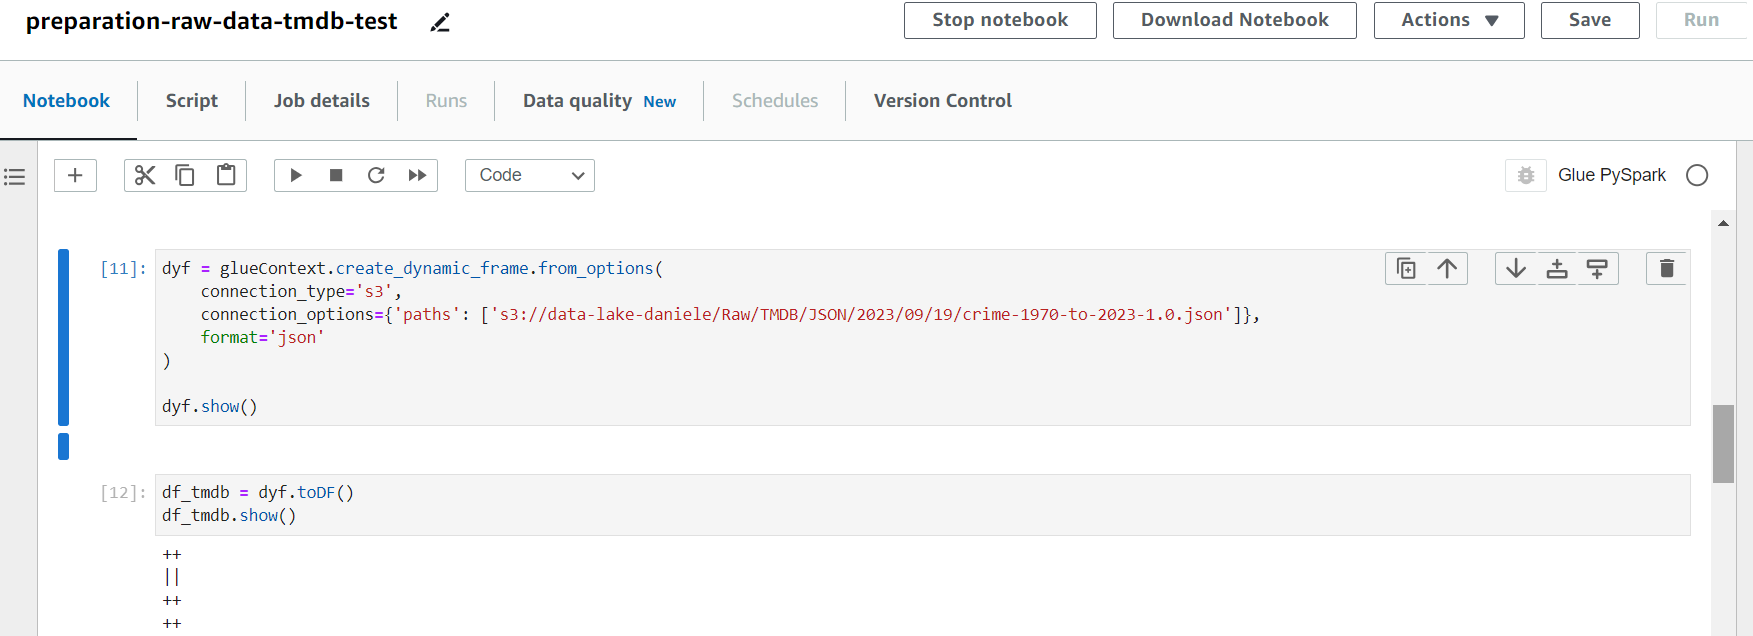 preparation-raw-data-tmdb-test
Stop notebook
Download Notebook
Actions ▼
Save
Run
Notebook
Script
Job details
Runs
Data quality New
Schedules
Version Control
Code
Glue PySpark
[11]: dyf = glueContext.create_dynamic_frame.from_options(
    connection_type='s3',
    connection_options={'paths': ['s3://data-lake-daniele/Raw/TMDB/JSON/2023/09/19/crime-1970-to-2023-1.0.json']},
    format='json'
)
dyf.show()
[12]: df_tmdb = dyf.toDF()
df_tmdb.show()
++
||
++
++